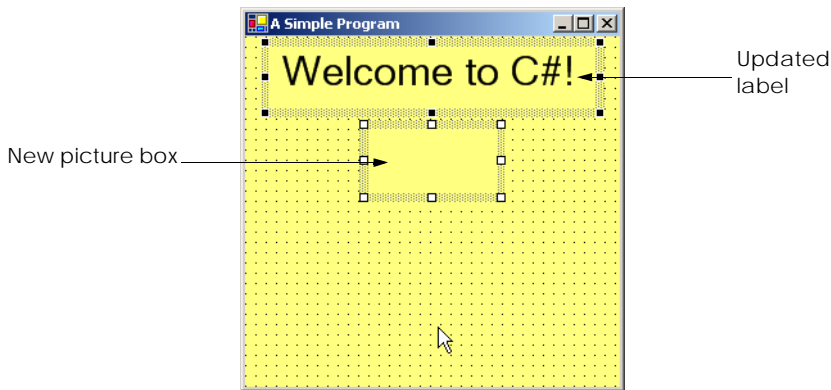 A Simple Program
Welcome to C#!
Updated
label
New picture box